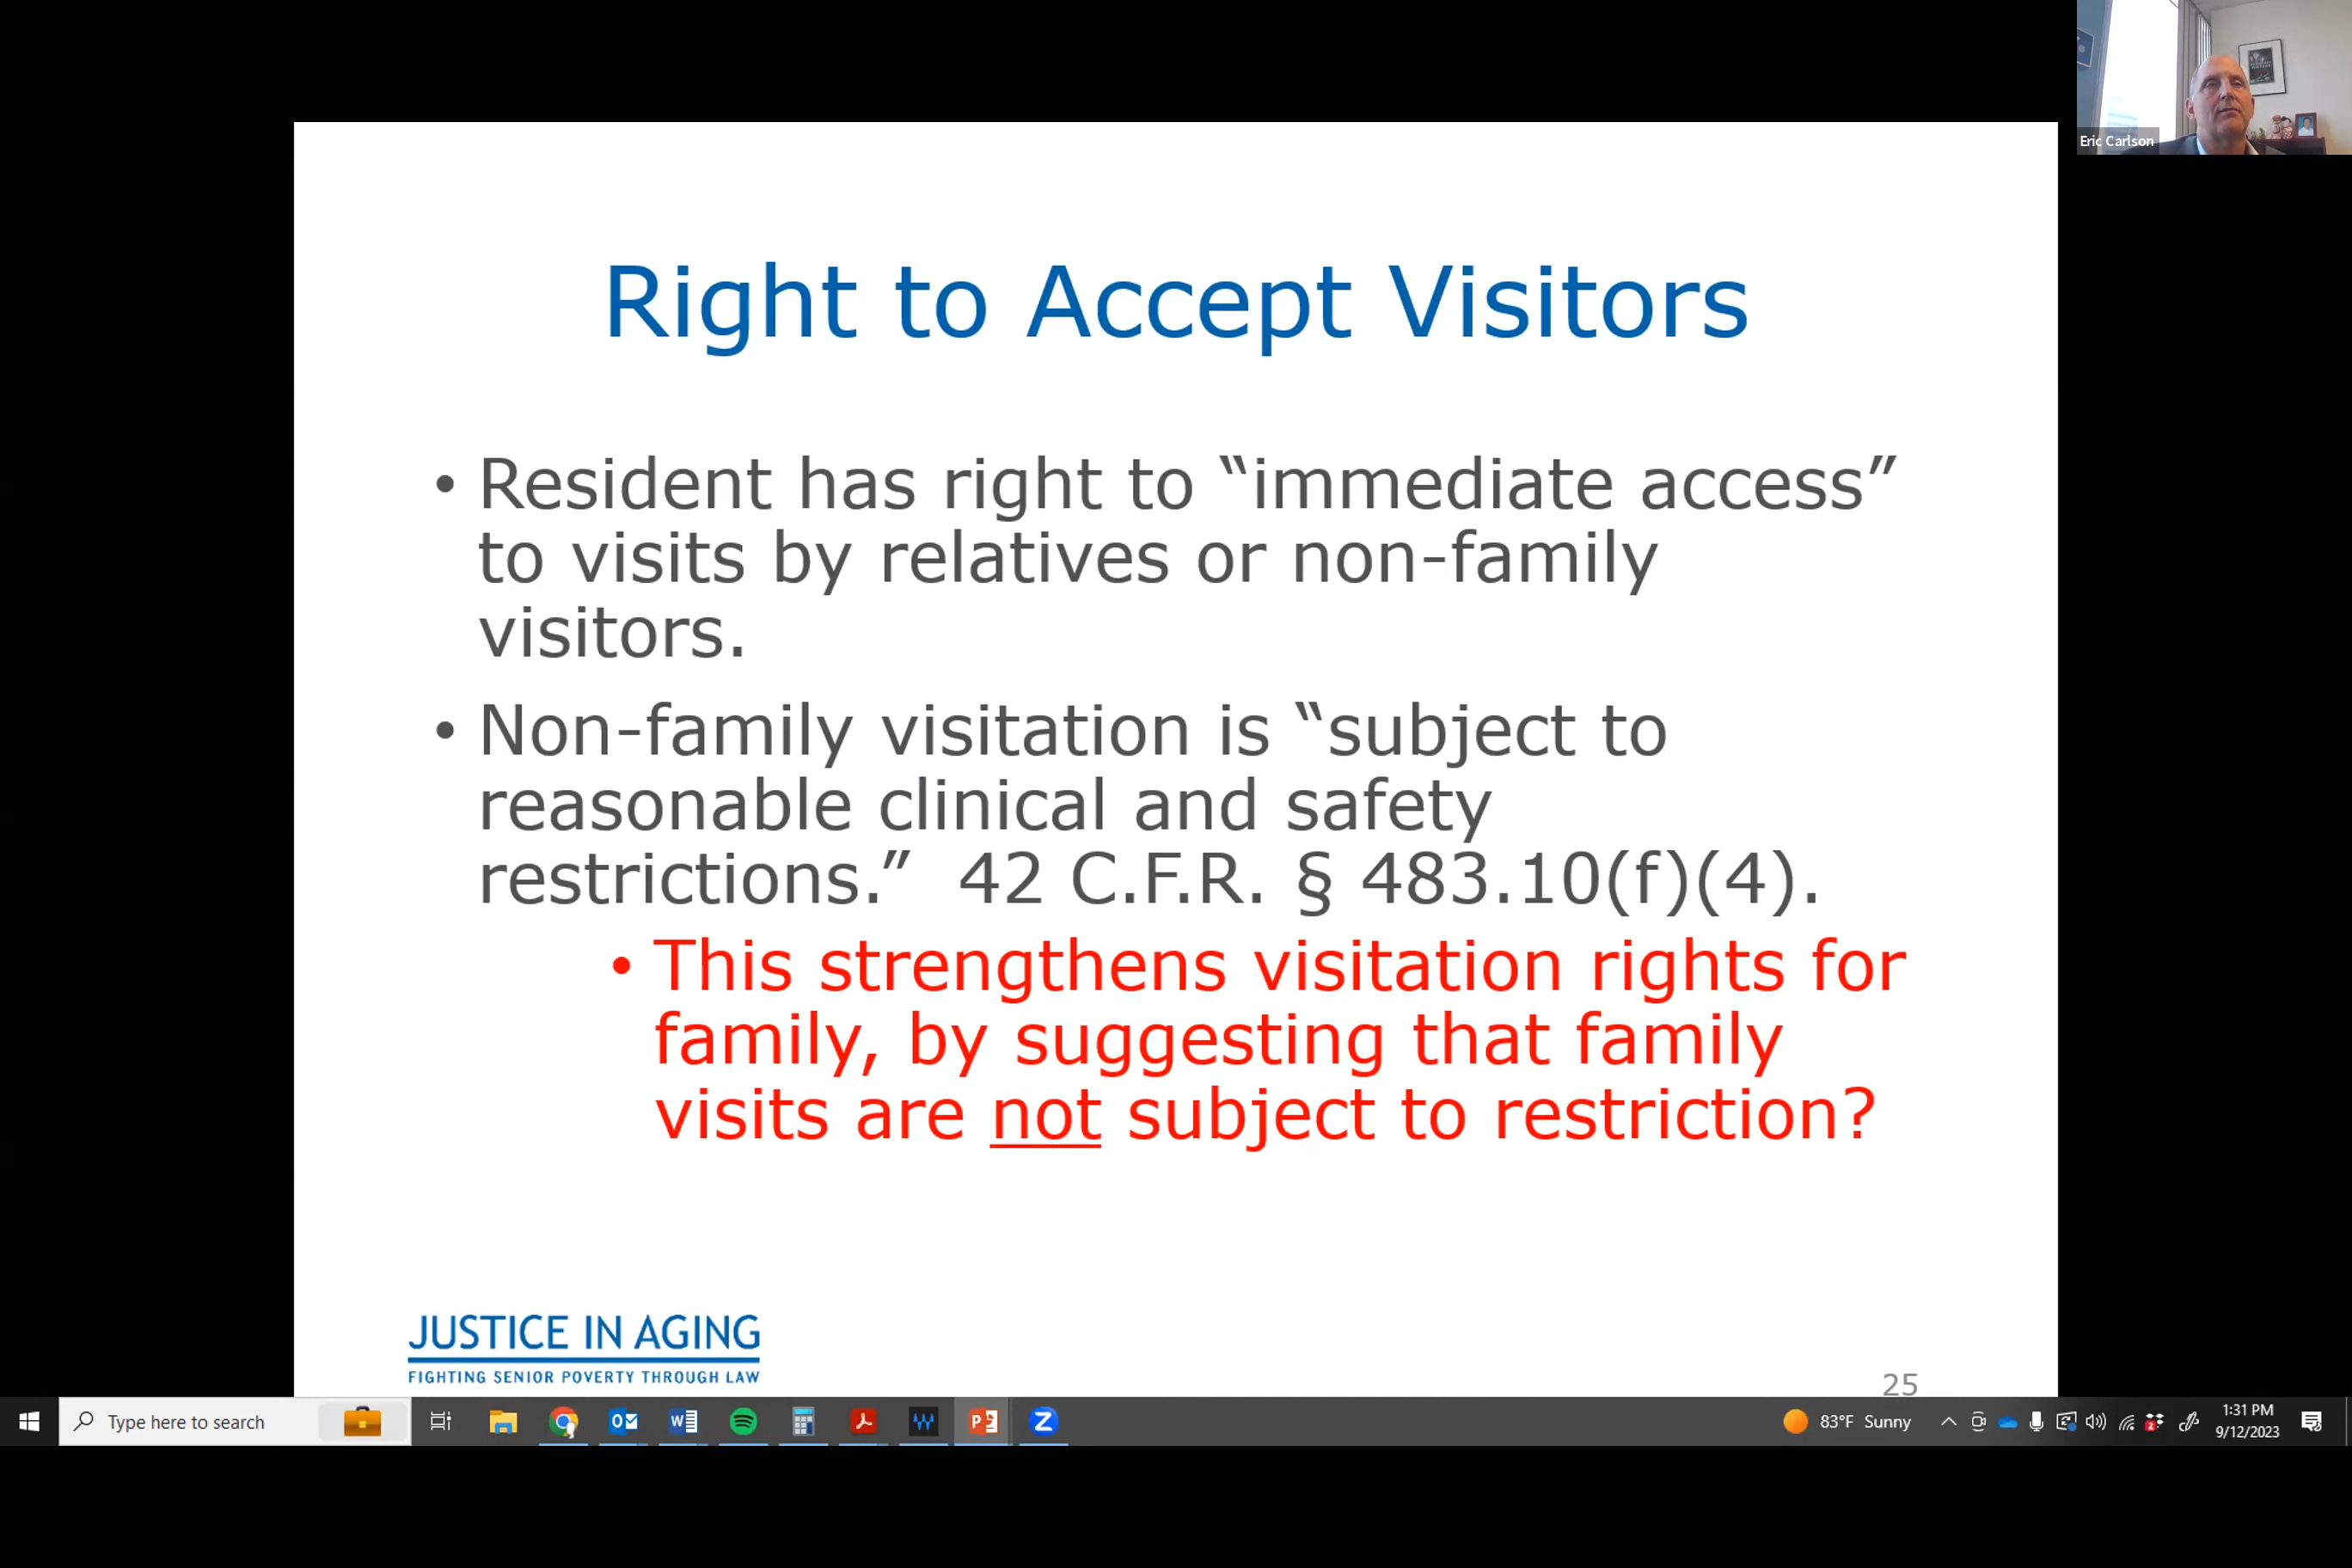 Eric Carlson
Right to Accept Visitors
• Resident has right to “immediate access”
to visits by relatives or non-family
visitors.
• Non-family visitation is “subject to
reasonable clinical and safety
restrictions.” 42 C.F.R. § 483.10(f)(4).
• This strengthens visitation rights for
family, by suggesting that family
visits are not subject to restriction?
JUSTICE IN AGING
FIGHTING SENIOR POVERTY THROUGH LAW
25
Type here to search
83°F Sunny
1:31 PM
9/12/2023